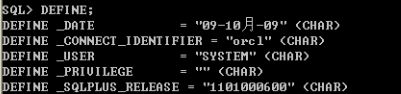 SQL> DEFINE;
DEFINE _DATE           = "09-10月-09" (CHAR)
DEFINE _CONNECT_IDENTIFIER = "orcl" (CHAR)
DEFINE _USER           = "SYSTEM" (CHAR)
DEFINE _PRIVILEGE      = "" (CHAR)
DEFINE _SQLPLUS_RELEASE = "1101000600" (CHAR)